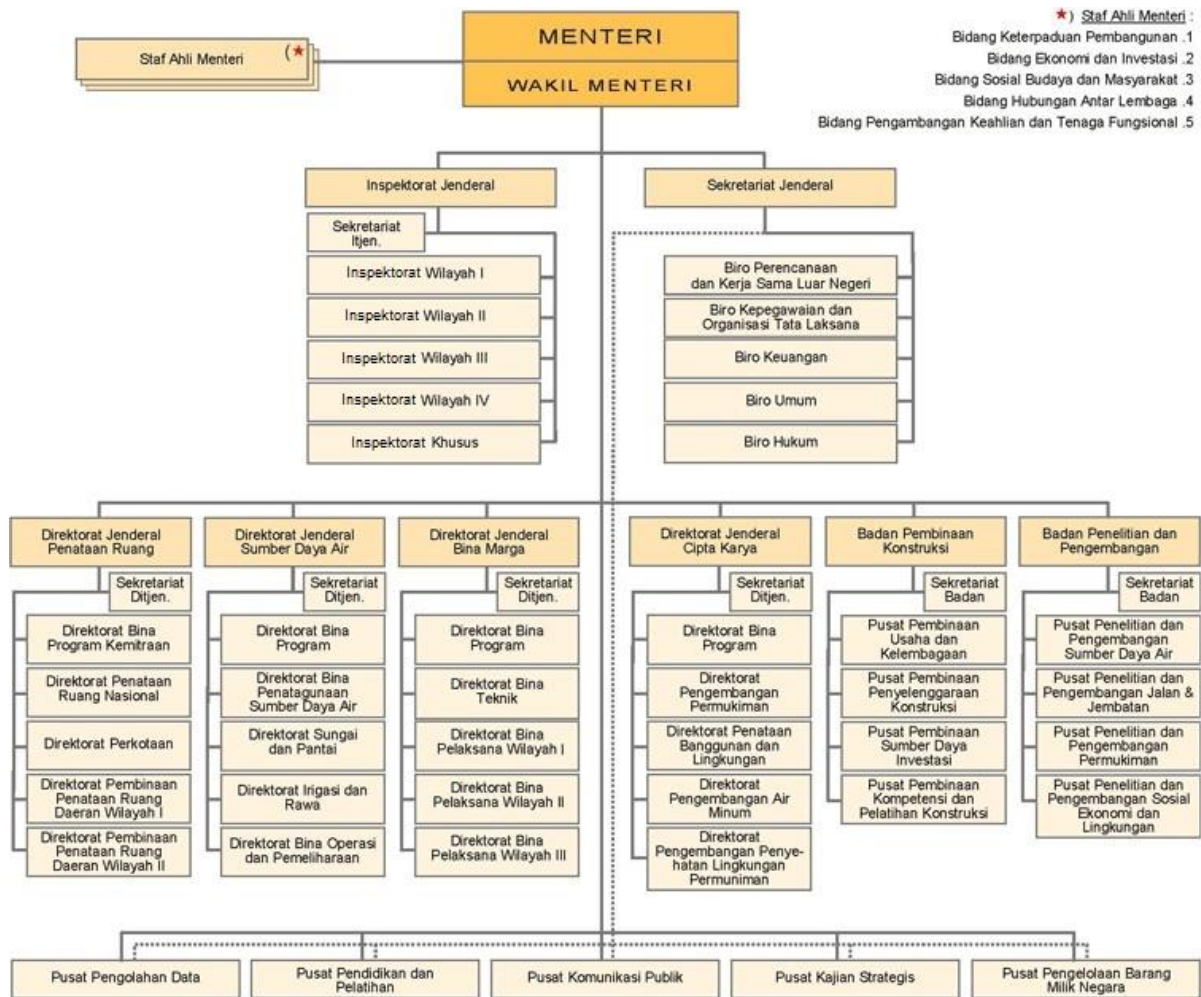 MENTERI
WAKIL MENTERI
Staf Ahli Menteri
(★
★) Staf Ahli Menteri :
Bidang Keterpaduan Pembangunan .1
Bidang Ekonomi dan Investasi .2
Bidang Sosial Budaya dan Masyarakat .3
Bidang Hubungan Antar Lembaga .4
Bidang Pengambangan Keahlian dan Tenaga Fungsional .5
Inspektorat Jenderal
Sekretariat
Itjen.
Inspektorat Wilayah I
Inspektorat Wilayah II
Inspektorat Wilayah III
Inspektorat Wilayah IV
Inspektorat Khusus
Sekretariat Jenderal
Biro Perencanaan
dan Kerja Sama Luar Negeri
Biro Kepegawaian dan
Organisasi Tata Laksana
Biro Keuangan
Biro Umum
Biro Hukum
Direktorat Jenderal
Penataan Ruang
Sekretariat
Ditjen.
Direktorat Bina
Program Kemitraan
Direktorat Penataan
Ruang Nasional
Direktorat Perkotaan
Direktorat Pembinaan
Penataan Ruang
Daeran Wilayah I
Direktorat Pembinaan
Penataan Ruang
Daeran Wilayah II
Direktorat Jenderal
Sumber Daya Air
Sekretariat
Ditjen.
Direktorat Bina
Program
Direktorat Bina
Penatagunaan
Sumber Daya Air
Direktorat Sungai
dan Pantai
Direktorat Irigasi dan
Rawa
Direktorat Bina Operasi
dan Pemeliharaan
Direktorat Jenderal
Bina Marga
Sekretariat
Ditjen.
Direktorat Bina
Program
Direktorat Bina
Teknik
Direktorat Bina
Pelaksana Wilayah I
Direktorat Bina
Pelaksana Wilayah II
Direktorat Bina
Pelaksana Wilayah III
Direktorat Jenderal
Cipta Karya
Sekretariat
Ditjen.
Direktorat Bina
Program
Direktorat
Pengembangan
Permukiman
Direktorat Penataan
Banggunan dan
Lingkungan
Direktorat
Pengembangan Air
Minum
Direktorat
Pengembangan Penye-
hatan Lingkungan
Permuniman
Badan Pembinaan
Konstruksi
Sekretariat
Badan
Pusat Pembinaan
Usaha dan
Kelembagaan
Pusat Pembinaan
Penyelenggaraan
Konstruksi
Pusat Pembinaan
Sumber Daya
Investasi
Pusat Pembinaan
Kompetensi dan
Pelatihan Konstruksi
Badan Penelitian dan
Pengembangan
Sekretariat
Badan
Pusat Penelitian dan
Pengembangan
Sumber Daya Air
Pusat Penelitian dan
Pengembangan Jalan &
Jembatan
Pusat Penelitian dan
Pengembangan
Permukiman
Pusat Penelitian dan
Pengembangan Sosial
Ekonomi dan
Lingkungan
Pusat Pengolahan Data
Pusat Pendidikan dan
Pelatihan
Pusat Komunikasi Publik
Pusat Kajian Strategis
Pusat Pengelolaan Barang
Milik Negara